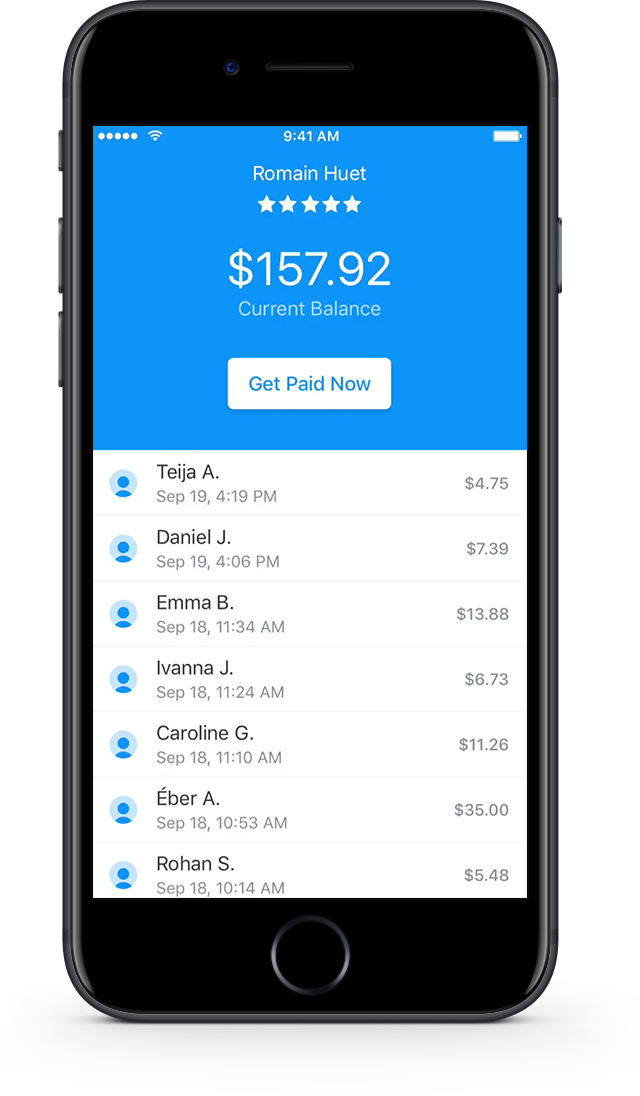 9:41 AM
Romain Huet
$157.92
Current Balance
Get Paid Now
Teija A.
Sep 19, 4:19 PM
$4.75
Daniel J.
Sep 19, 4:06 PM
$7.39
Emma B.
Sep 18, 11:34 AM
$13.88
Ivanna J.
Sep 18, 11:24 AM
$6.73
Caroline G.
Sep 18, 11:10 AM
$11.26
Éber A.
Sep 18, 10:53 AM
$35.00
Rohan S.
Sep 18, 10:14 AM
$5.48